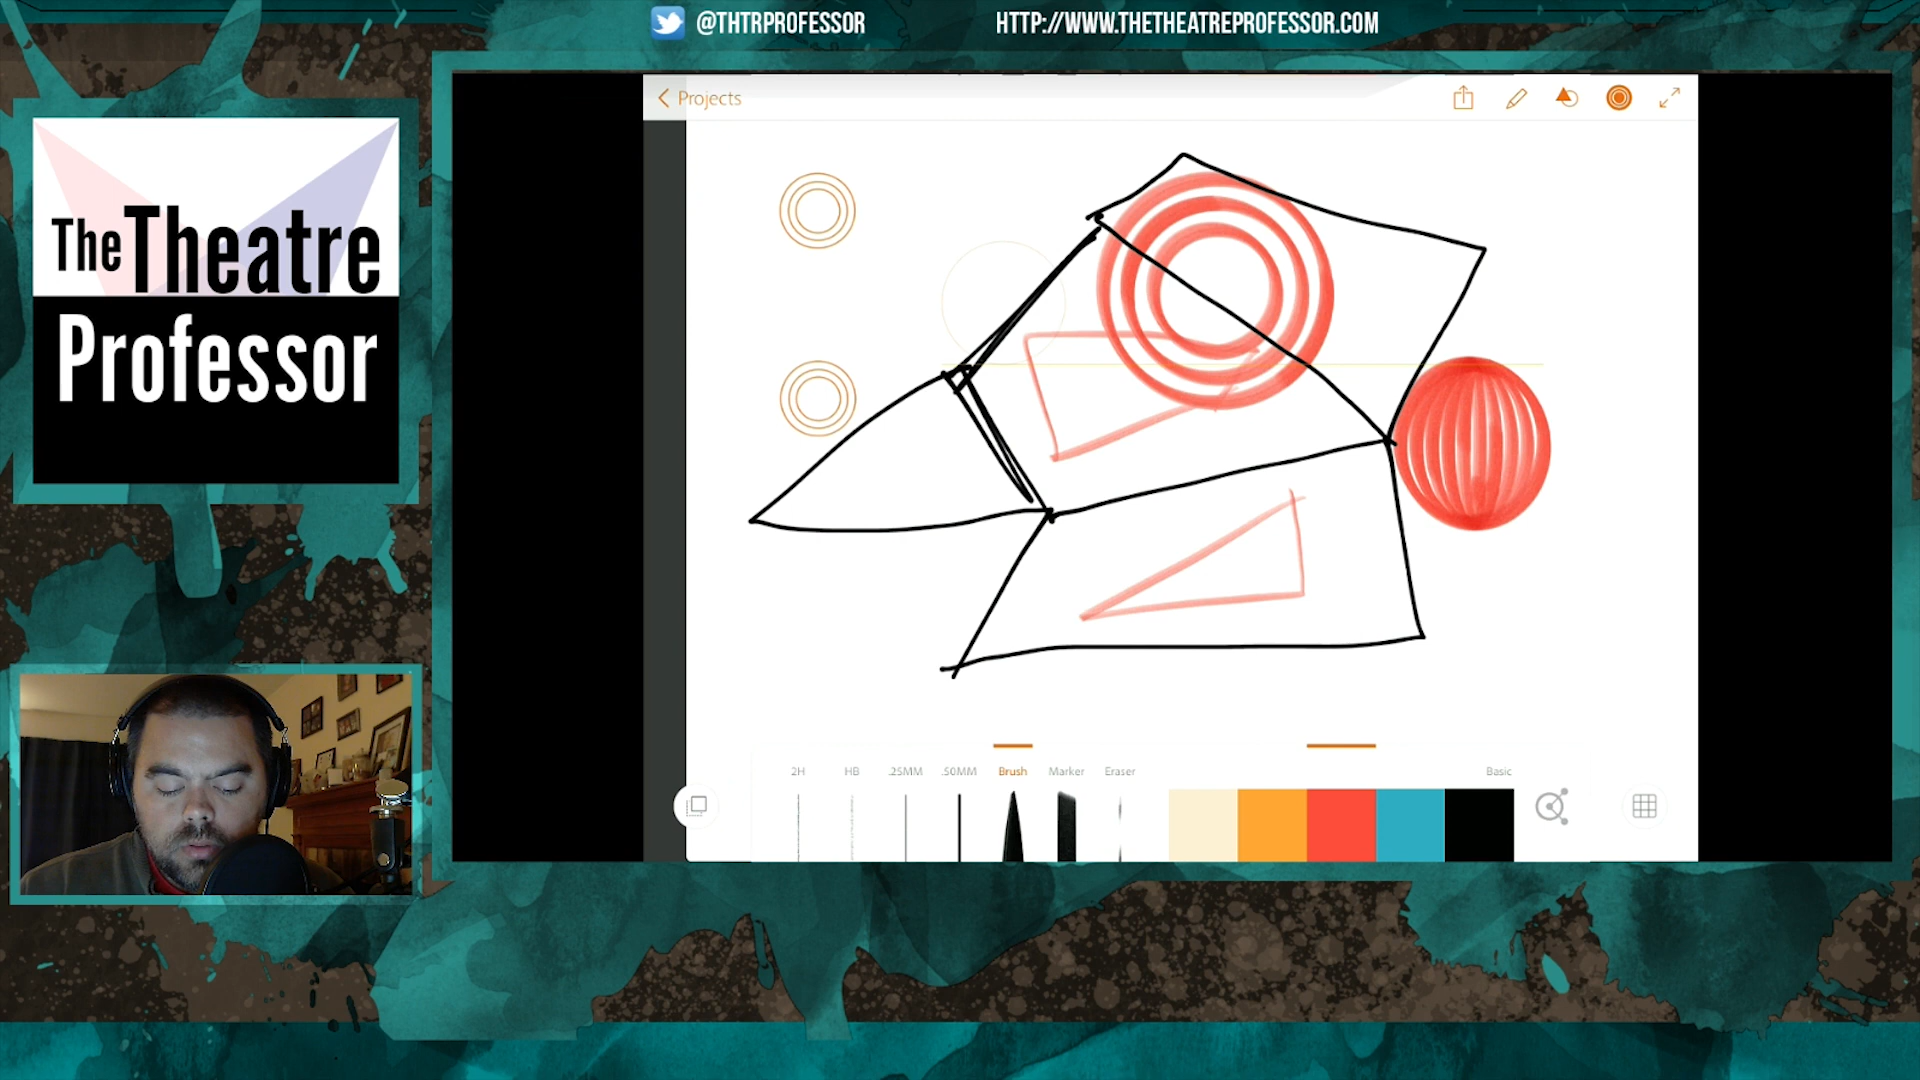 @THTRPROFESSOR
HTTP://WWW.THETHEATREPROFESSOR.COM
The Theatre
Professor
Projects
2H
HB
.25MM
.50MM
Brush
Marker
Eraser
Basic